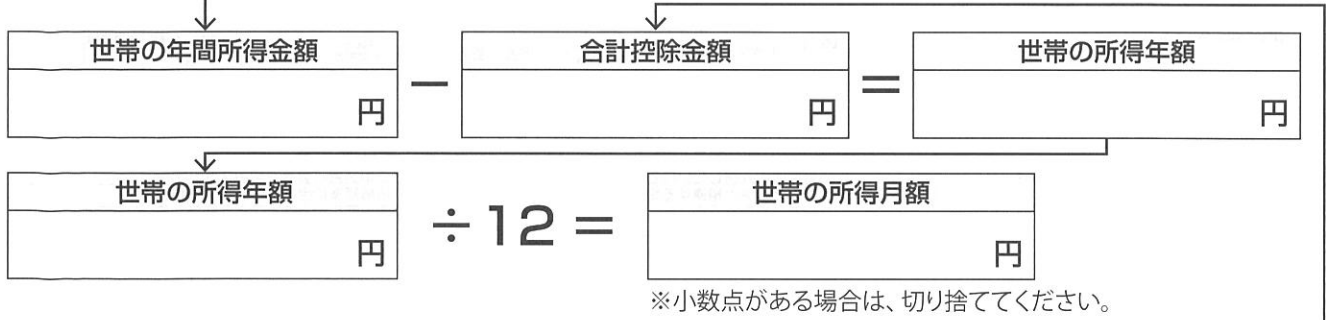 世帯の年間所得金額 合計控除金額 世帯の所得年額
円 − 円 = 円
世帯の所得年額 世帯の所得月額
円 ÷12= 円
※小数点がある場合は、切り捨ててください。